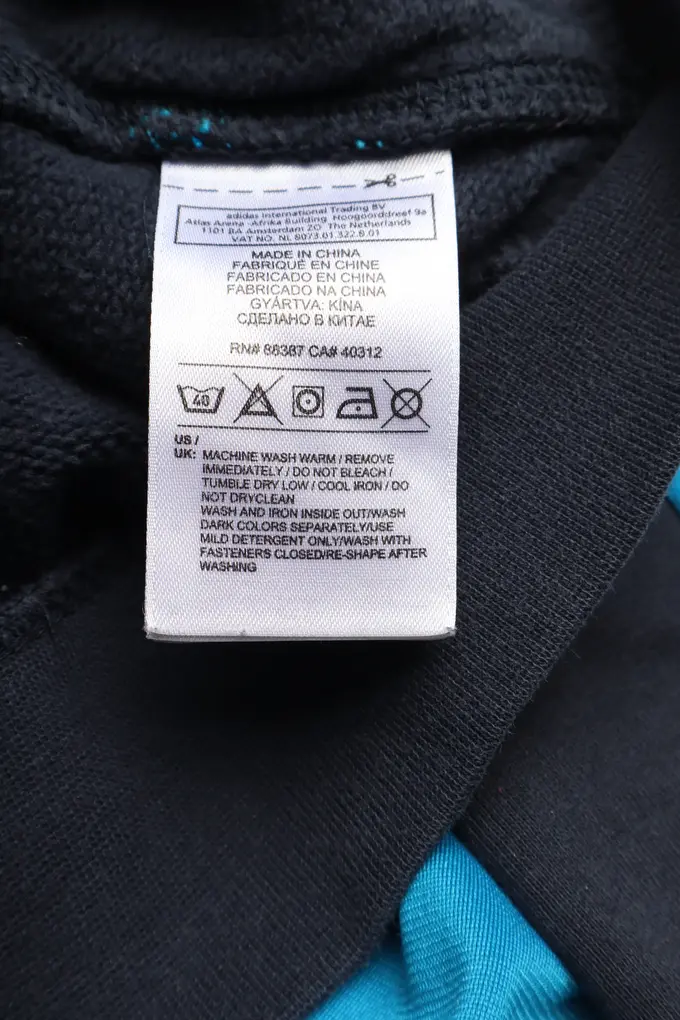 adidas International Trading BV
Atlas Arena -Afrika Building Hoogoorddreef 9a
1101 BA Amsterdam ZO The Netherlands
VAT NO. NL 8073.01.322.B.01
MADE IN CHINA
FABRIQUÉ EN CHINE
FABRICADO EN CHINA
FABRICADO NA CHINA
GYÁRTVA: KÍNA
СДЕЛАНО В КИТАЕ
RN# 88387 CA# 40312
40
US /
UK: MACHINE WASH WARM / REMOVE
IMMEDIATELY / DO NOT BLEACH /
TUMBLE DRY LOW / COOL IRON / DO
NOT DRYCLEAN
WASH AND IRON INSIDE OUT/WASH
DARK COLORS SEPARATELY/USE
MILD DETERGENT ONLY/WASH WITH
FASTENERS CLOSED/RE-SHAPE AFTER
WASHING